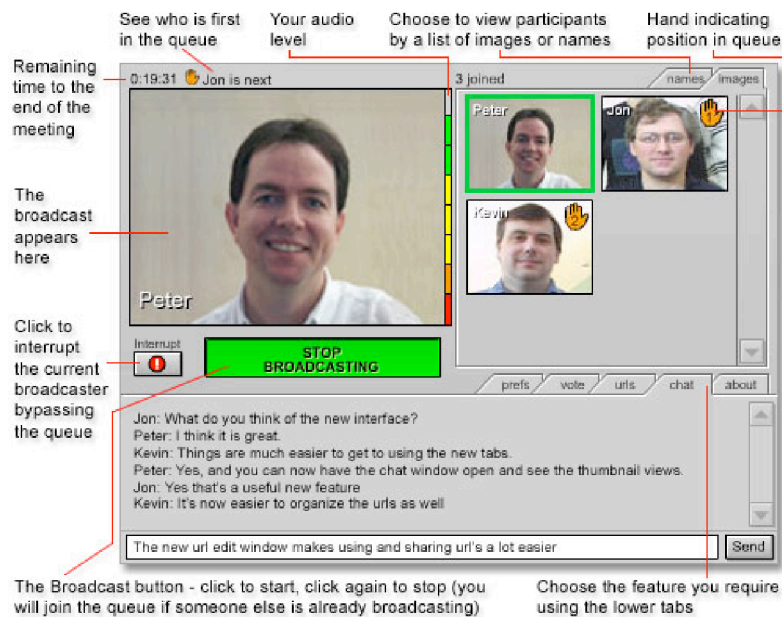 See who is first
in the queue
Your audio
level
Choose to view participants
by a list of images or names
Hand indicating
position in queue
Remaining
time to the
end of the
meeting
0:19:31
Jon is next
3 joined
names
images
Peter
Jon
1
Kevin
2
The
broadcast
appears
here
Peter
Click to
interrupt
the current
broadcaster
bypassing
the queue
Interrupt
STOP
BROADCASTING
prefs
vote
urls
chat
about
Jon: What do you think of the new interface?
Peter: I think it is great.
Kevin: Things are much easier to get to using the new tabs.
Peter: Yes, and you can now have the chat window open and see the thumbnail views.
Jon: Yes that's a useful new feature
Kevin: It's now easier to organize the urls as well
The new url edit window makes using and sharing url's a lot easier
Send
The Broadcast button - click to start, click again to stop (you
will join the queue if someone else is already broadcasting)
Choose the feature you require
using the lower tabs